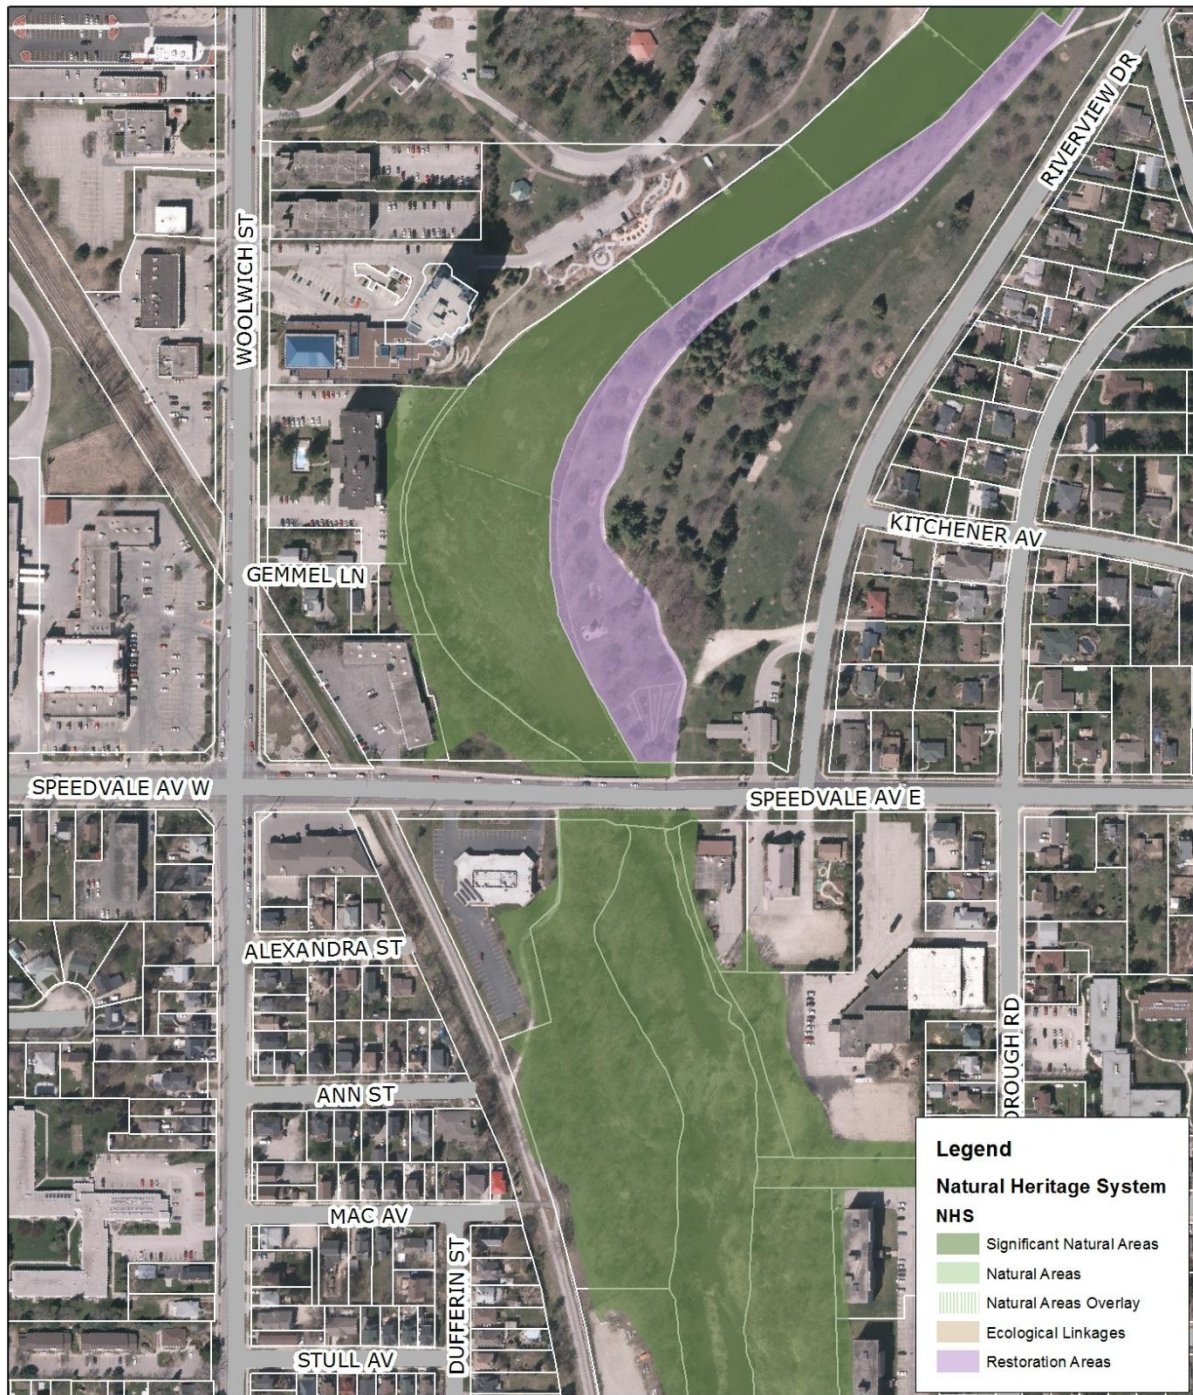 RIVERVIEW DR
WOOLWICH ST
KITCHENER AV
GEMMEL LN
SPEEDVALE AV W
SPEEDVALE AV E
ALEXANDRA ST
OROUGH RD
ANN ST
MAC AV
DUFFERIN ST
STULL AV
Legend
Natural Heritage System
NHS
Significant Natural Areas
Natural Areas
Natural Areas Overlay
Ecological Linkages
Restoration Areas